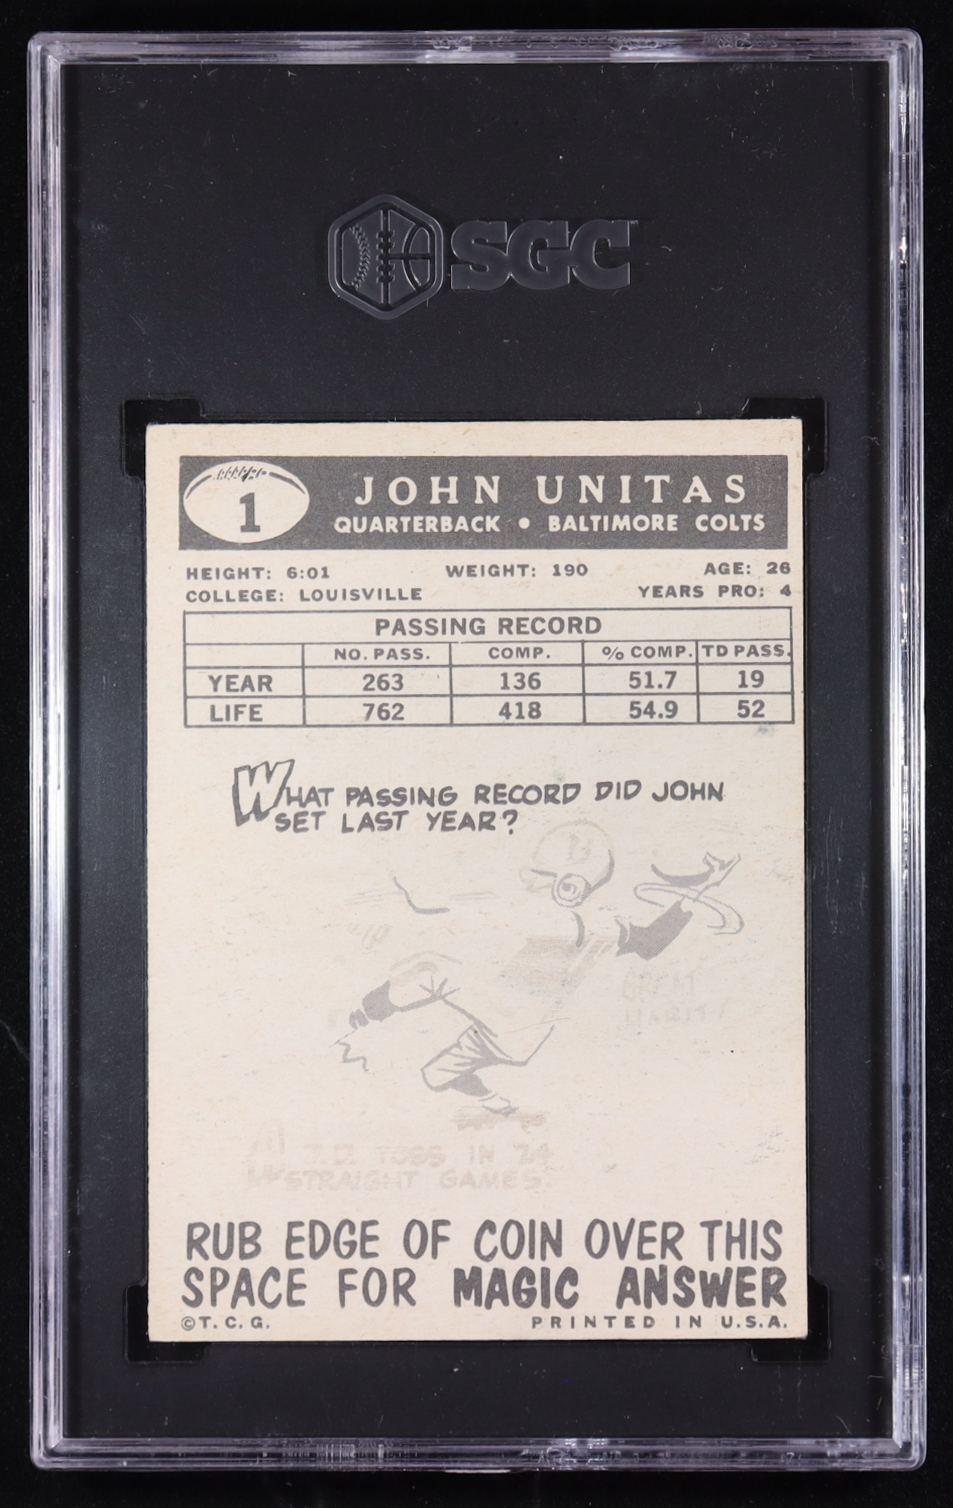 SGC
1
JOHN UNITAS
QUARTERBACK • BALTIMORE COLTS
HEIGHT: 6:01 WEIGHT: 190 AGE: 26
COLLEGE: LOUISVILLE YEARS PRO: 4
PASSING RECORD
NO. PASS. COMP. % COMP. TD PASS.
YEAR 263 136 51.7 19
LIFE 762 418 54.9 52
WHAT PASSING RECORD DID JOHN
SET LAST YEAR?
GREAT
T.D. TOSS IN 24
STRAIGHT GAMES.
RUB EDGE OF COIN OVER THIS
SPACE FOR MAGIC ANSWER
©T.C.G. PRINTED IN U.S.A.